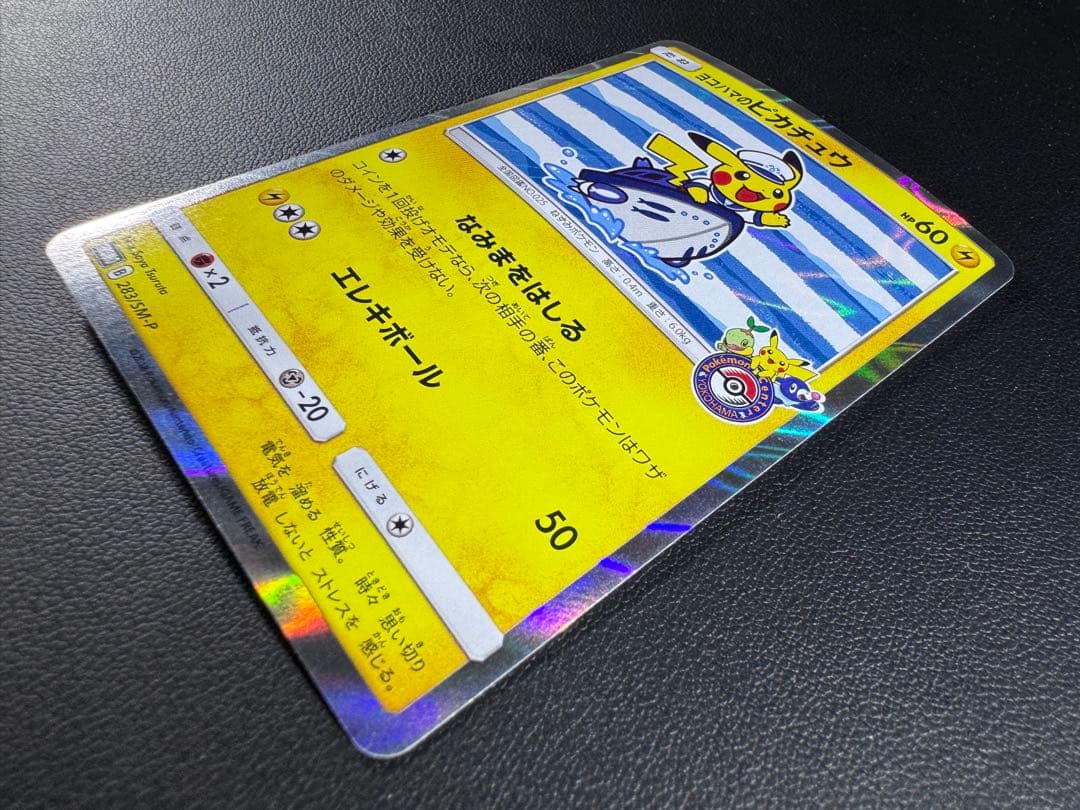 たね
ヨコハマのピカチュウ
HP 60
全国図鑑NO.025 ねずみポケモン 高さ:0.4m 重さ:6.0kg
Pokémon Center
YOKOHAMA
なみまをはしる
コインを1回投げオモテなら、次の相手の番、このポケモンはワザ
のダメージや効果を受けない。
エレキボール 50
弱点 ×2 抵抗力 -20
にげる
Saya Tsuruta
B 283/SM-P
電気を 溜める 性質。 時々 思い切り
放電 しないと ストレスを 感じる。